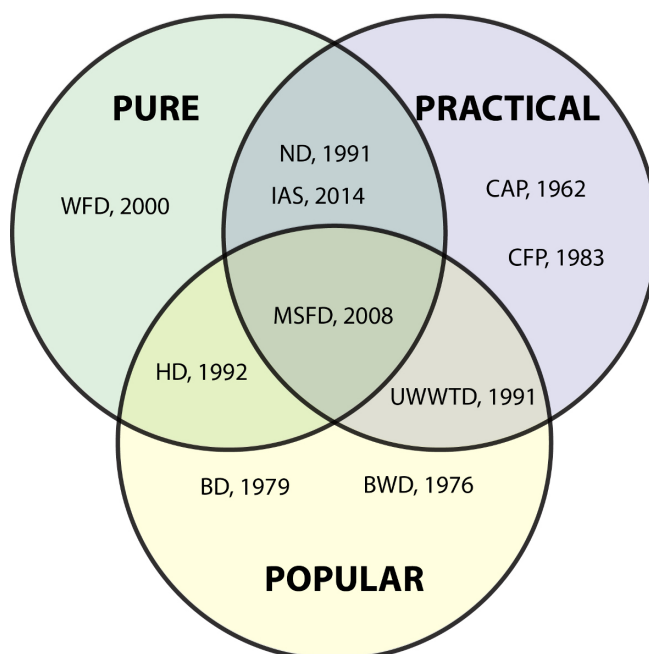 PURE
PRACTICAL
ND, 1991
IAS, 2014
CAP, 1962
WFD, 2000
CFP, 1983
MSFD, 2008
HD, 1992
UWWTD, 1991
BD, 1979
BWD, 1976
POPULAR